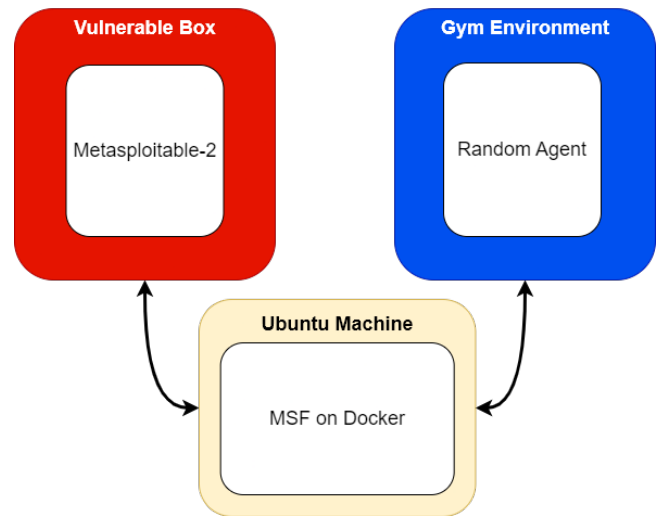 Vulnerable Box
Metasploitable-2
Gym Environment
Random Agent
Ubuntu Machine
MSF on Docker